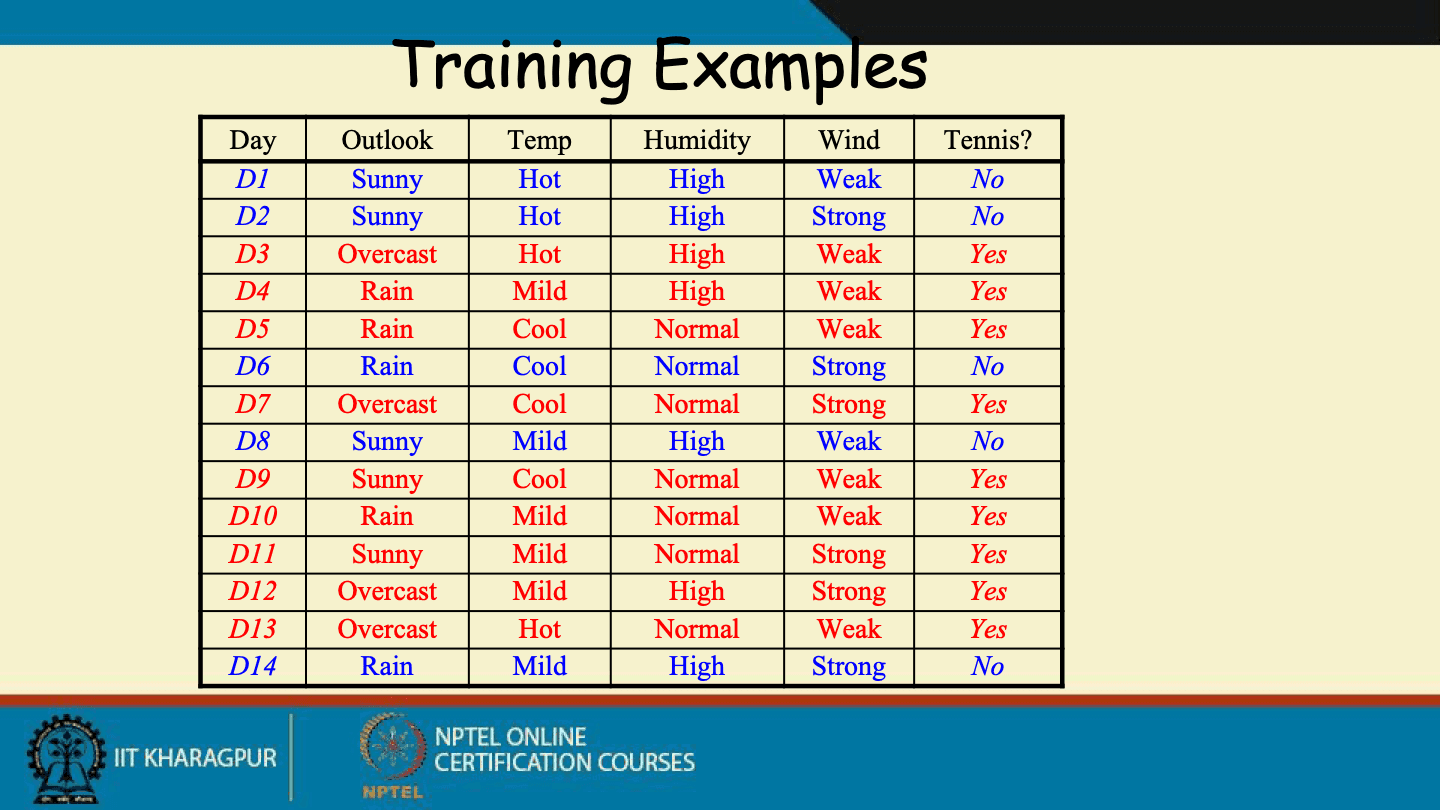 Training Examples
Day Outlook Temp Humidity Wind Tennis?
D1 Sunny Hot High Weak No
D2 Sunny Hot High Strong No
D3 Overcast Hot High Weak Yes
D4 Rain Mild High Weak Yes
D5 Rain Cool Normal Weak Yes
D6 Rain Cool Normal Strong No
D7 Overcast Cool Normal Strong Yes
D8 Sunny Mild High Weak No
D9 Sunny Cool Normal Weak Yes
D10 Rain Mild Normal Weak Yes
D11 Sunny Mild Normal Strong Yes
D12 Overcast Mild High Strong Yes
D13 Overcast Hot Normal Weak Yes
D14 Rain Mild High Strong No
IIT KHARAGPUR
NPTEL ONLINE
CERTIFICATION COURSES
NPTEL